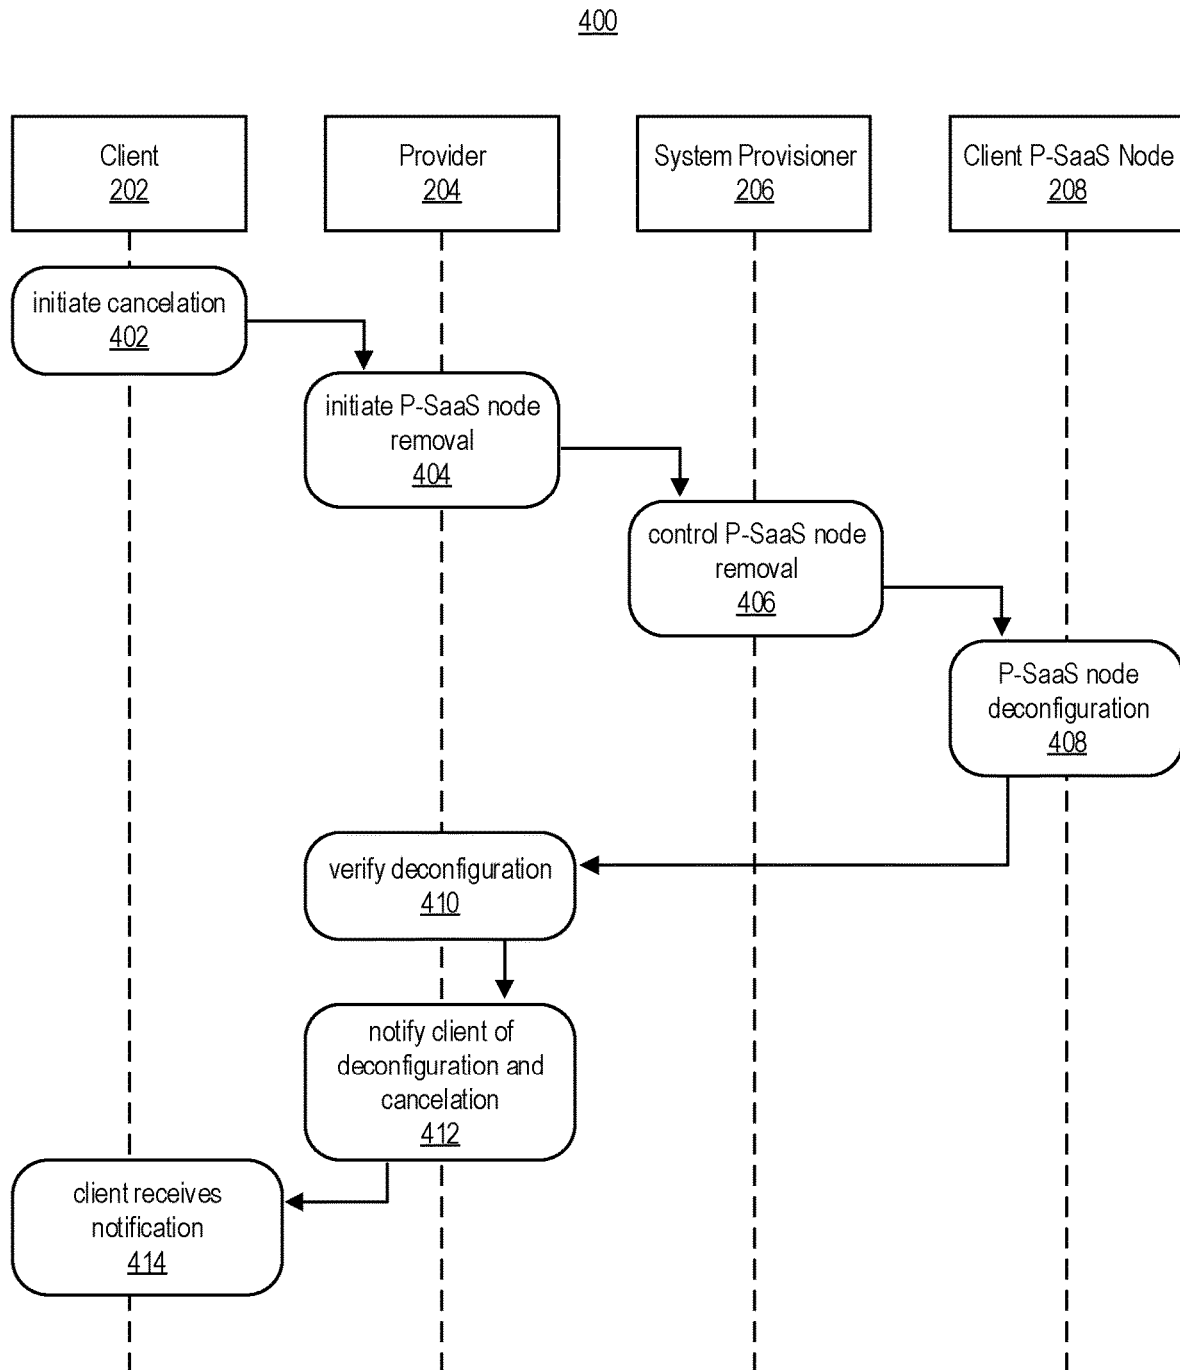 400
Client
202
Provider
204
System Provisioner
206
Client P-SaaS Node
208
initiate cancelation
402
initiate P-SaaS node
removal
404
control P-SaaS node
removal
406
P-SaaS node
deconfiguration
408
verify deconfiguration
410
notify client of
deconfiguration and
cancelation
412
client receives
notification
414